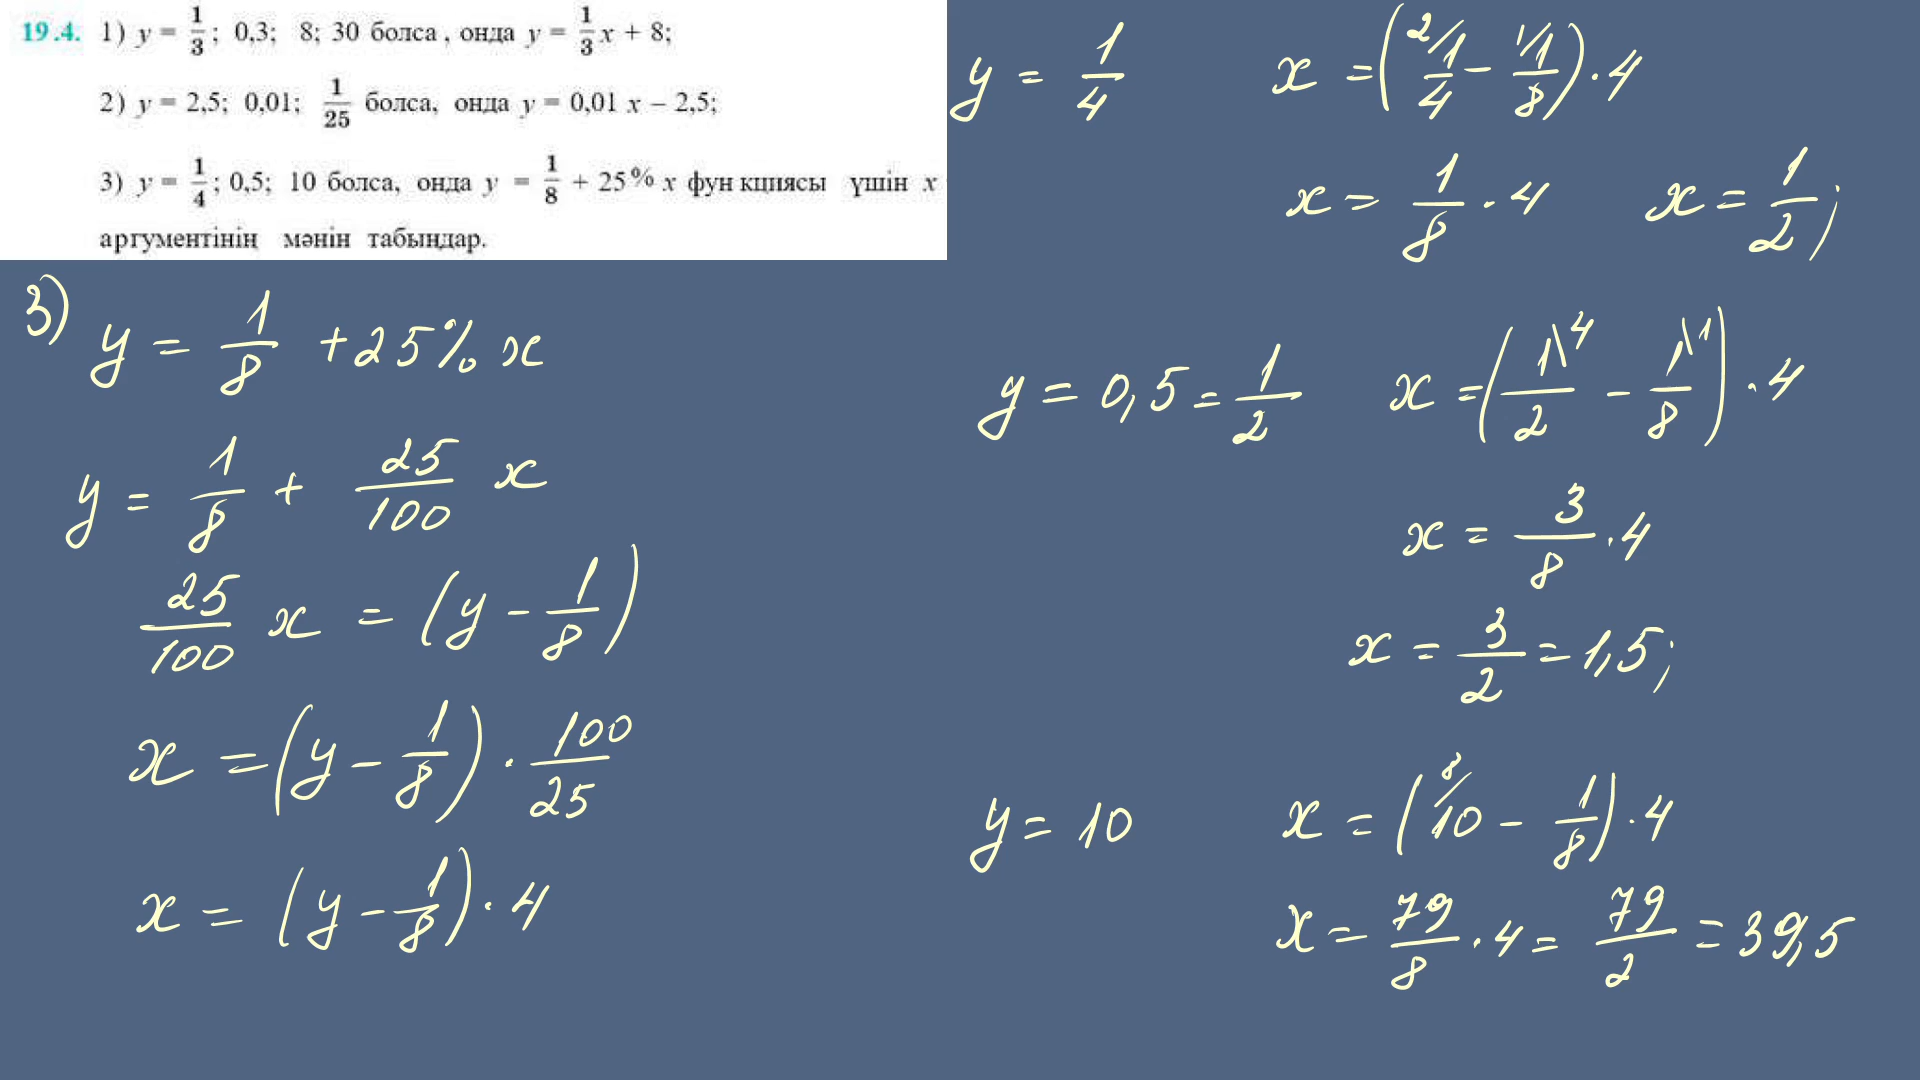 19.4. 1) y = 1/3; 0,3; 8; 30 болса, онда y = 1/3 x + 8;
2) y = 2,5; 0,01; 1/25 болса, онда y = 0,01 x – 2,5;
3) y = 1/4; 0,5; 10 болса, онда y = 1/8 + 25% x функциясы үшін x
аргументінің мәнін табыңдар.
3) y = 1/8 + 25% x
y = 1/8 + 25/100 x
25/100 x = (y - 1/8)
x = (y - 1/8) · 100/25
x = (y - 1/8) · 4
y = 1/4 x = (2/ 1/4 - 1/ 1/8) · 4
x = 1/8 · 4 x = 1/2;
y = 0,5 = 1/2 x = (1\4/2 - 1\1/8) · 4
x = 3/8 · 4
x = 3/2 = 1,5;
y = 10 x = (8/ 10 - 1/8) · 4
x = 79/8 · 4 = 79/2 = 39,5